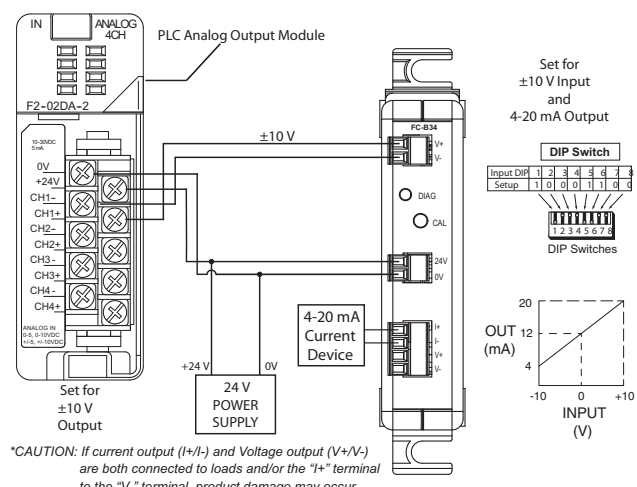 IN
ANALOG
4CH
PLC Analog Output Module
F2-02DA-2
10-30VDC
5mA
0V
+24V
CH1-
CH1+
CH2-
CH2+
CH3-
CH3+
CH4-
CH4+
ANALOG IN
0-5, 0-10VDC
+/-5, +/-10VDC
Set for
±10 V
Output
±10 V
FC-B34
V+
V-
DIAG
CAL
24V
0V
I+
I-
V+
V-
4-20 mA
Current
Device
+24 V
0V
24 V
POWER
SUPPLY
Set for
±10 V Input
and
4-20 mA Output
DIP Switch
Input DIP 1 2 3 4 5 6 7 8
Setup 1 0 0 0 1 1 0 0
1 2 3 4 5 6 7 8
DIP Switches
OUT
(mA)
20
12
4
-10 0 +10
INPUT
(V)
*CAUTION: If current output (I+/I-) and Voltage output (V+/V-)
are both connected to loads and/or the “I+” terminal
to the “V-” terminal, product damage may occur